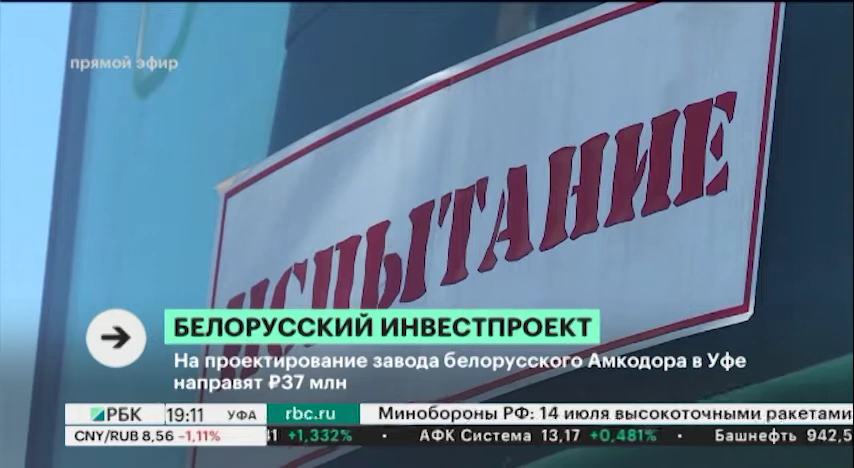 прямой эфир
ИСПЫТАНИЕ
БЕЛОРУССКИЙ ИНВЕСТПРОЕКТ
На проектирование завода белорусского Амкодора в Уфе
направят ₽37 млн
РБК 19:11 УФА rbc.ru Минобороны РФ: 14 июля высокоточными ракетами
CNY/RUB 8,56 -1,11% 1 +1,332% • АФК Система 13,17 +0,481% • Башнефть 942,5